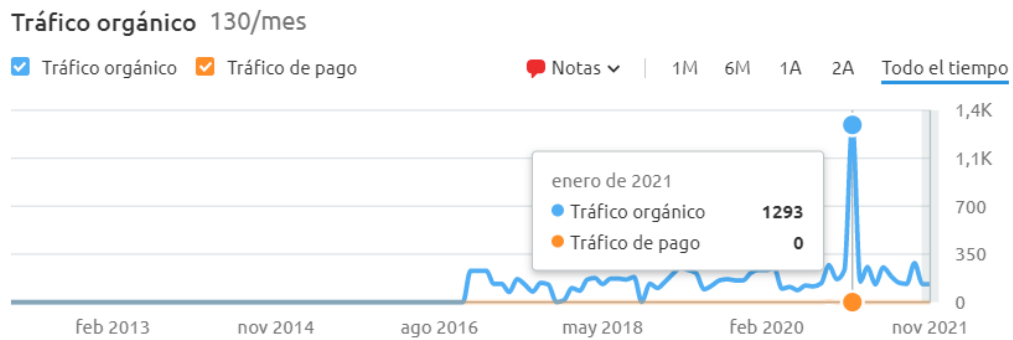 Tráfico orgánico 130/mes
Tráfico orgánico Tráfico de pago Notas 1M 6M 1A 2A Todo el tiempo
1,4K
1,1K
enero de 2021
Tráfico orgánico 1293
700
Tráfico de pago 0
350
0
feb 2013 nov 2014 ago 2016 may 2018 feb 2020 nov 2021